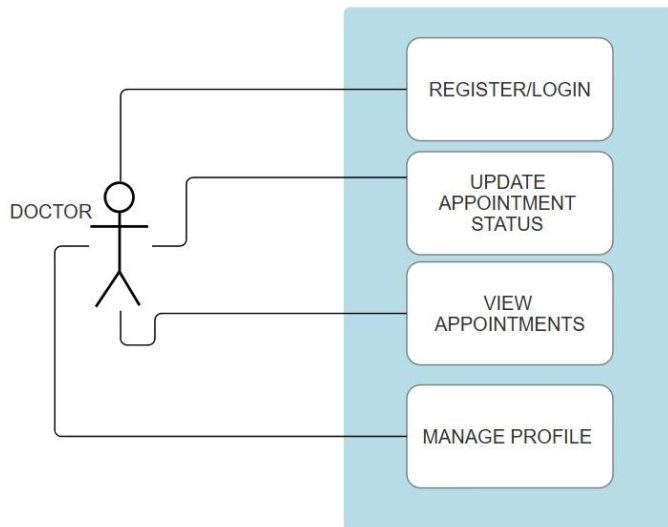 REGISTER/LOGIN
DOCTOR
UPDATE
APPOINTMENT
STATUS
VIEW
APPOINTMENTS
MANAGE PROFILE